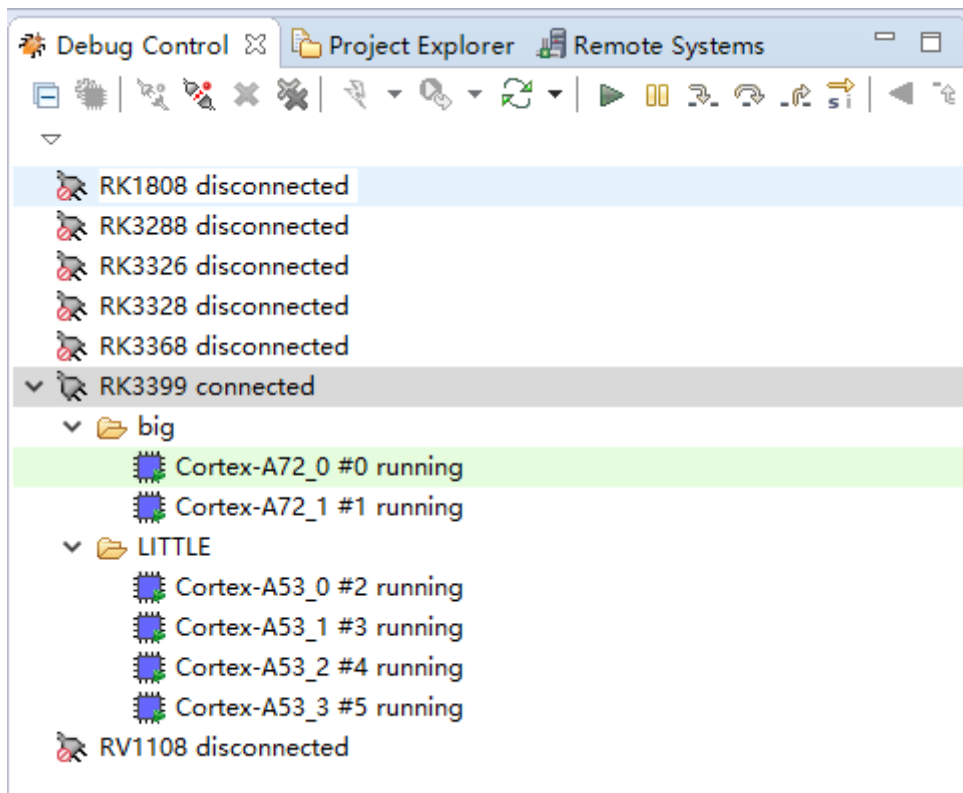 Debug Control Project Explorer Remote Systems
s i
RK1808 disconnected
RK3288 disconnected
RK3326 disconnected
RK3328 disconnected
RK3368 disconnected
RK3399 connected
big
Cortex-A72_0 #0 running
Cortex-A72_1 #1 running
LITTLE
Cortex-A53_0 #2 running
Cortex-A53_1 #3 running
Cortex-A53_2 #4 running
Cortex-A53_3 #5 running
RV1108 disconnected